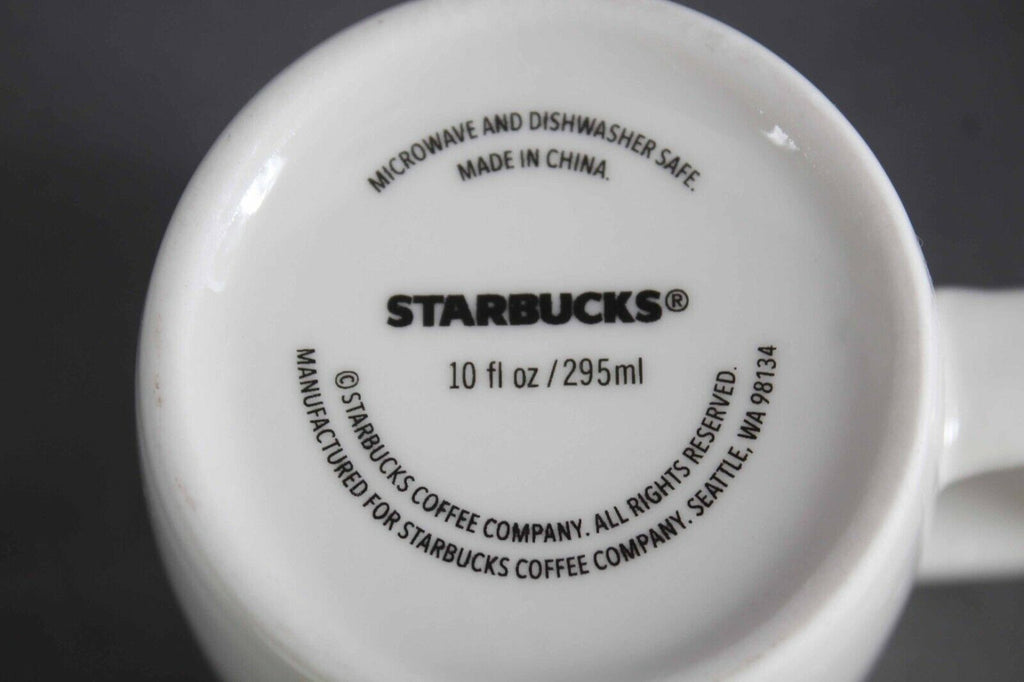 MICROWAVE AND DISHWASHER SAFE.
MADE IN CHINA.
STARBUCKS®
10 fl oz / 295ml
©STARBUCKS COFFEE COMPANY. ALL RIGHTS RESERVED.
MANUFACTURED FOR STARBUCKS COFFEE COMPANY. SEATTLE, WA 98134